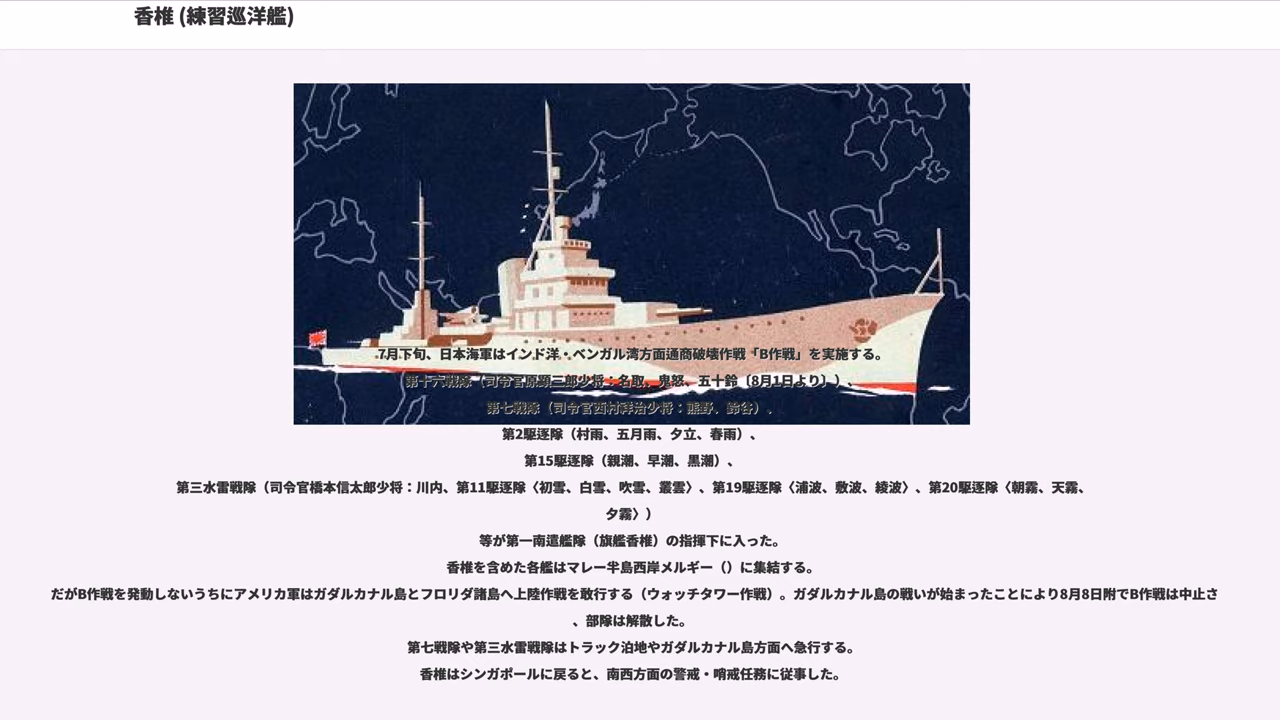 香椎 (練習巡洋艦)
7月下旬、日本海軍はインド洋・ベンガル湾方面通商破壊作戦「B作戦」を実施する。
第十六戦隊（司令官原顕三郎少将：名取、鬼怒、五十鈴〔8月1日より〕）、
第七戦隊（司令官西村祥治少将：熊野、鈴谷）、
第2駆逐隊（村雨、五月雨、夕立、春雨）、
第15駆逐隊（親潮、早潮、黒潮）、
第三水雷戦隊（司令官橋本信太郎少将：川内、第11駆逐隊〈初雪、白雪、吹雪、叢雲〉、第19駆逐隊〈浦波、敷波、綾波〉、第20駆逐隊〈朝霧、天霧、
夕霧〉）
等が第一南遣艦隊（旗艦香椎）の指揮下に入った。
香椎を含めた各艦はマレー半島西岸メルギー（）に集結する。
だがB作戦を発動しないうちにアメリカ軍はガダルカナル島とフロリダ諸島へ上陸作戦を敢行する（ウォッチタワー作戦）。ガダルカナル島の戦いが始まったことにより8月8日附でB作戦は中止さ
、部隊は解散した。
第七戦隊や第三水雷戦隊はトラック泊地やガダルカナル島方面へ急行する。
香椎はシンガポールに戻ると、南西方面の警戒・哨戒任務に従事した。